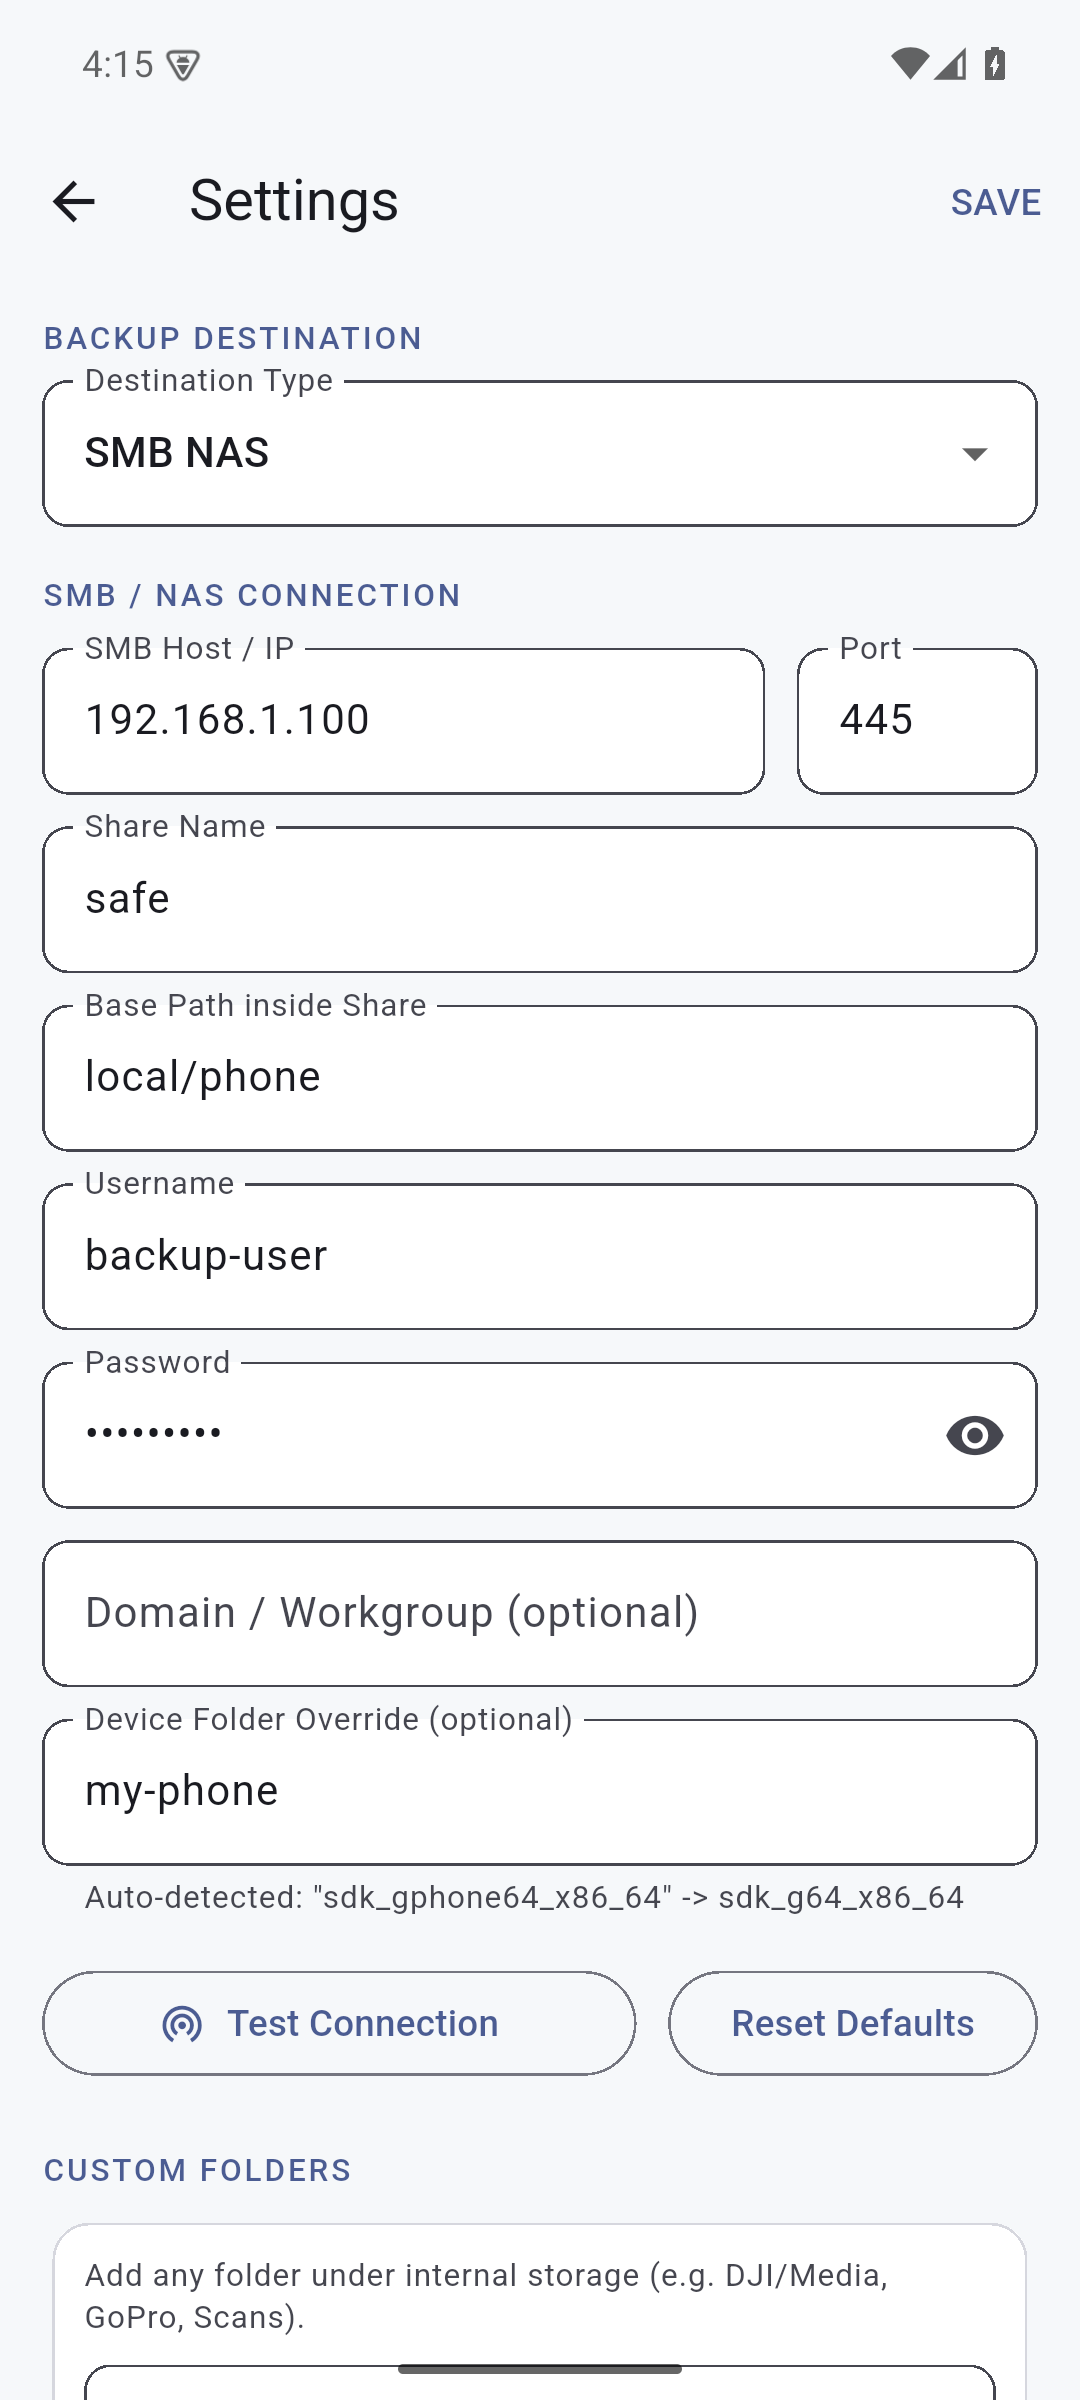 4:15
Settings
SAVE
BACKUP DESTINATION
Destination Type
SMB NAS
SMB / NAS CONNECTION
SMB Host / IP
Port
192.168.1.100
445
Share Name
safe
Base Path inside Share
local/phone
Username
backup-user
Password
•••••••••
Domain / Workgroup (optional)
Device Folder Override (optional)
my-phone
Auto-detected: "sdk_gphone64_x86_64" -> sdk_g64_x86_64
Test Connection
Reset Defaults
CUSTOM FOLDERS
Add any folder under internal storage (e.g. DJI/Media,
GoPro, Scans).